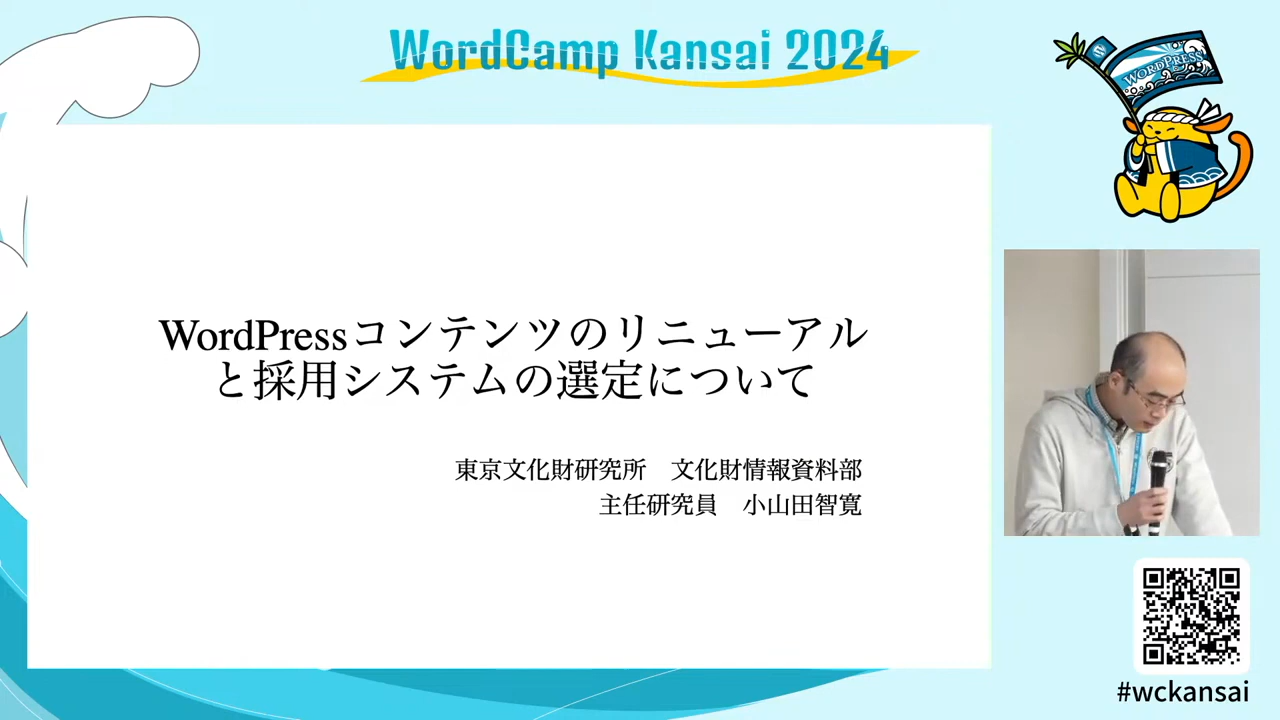 WordCamp Kansai 2024
WORDPRESS
WordPressコンテンツのリニューアル
と採用システムの選定について
東京文化財研究所　文化財情報資料部
主任研究員　小山田智寛
#wckansai